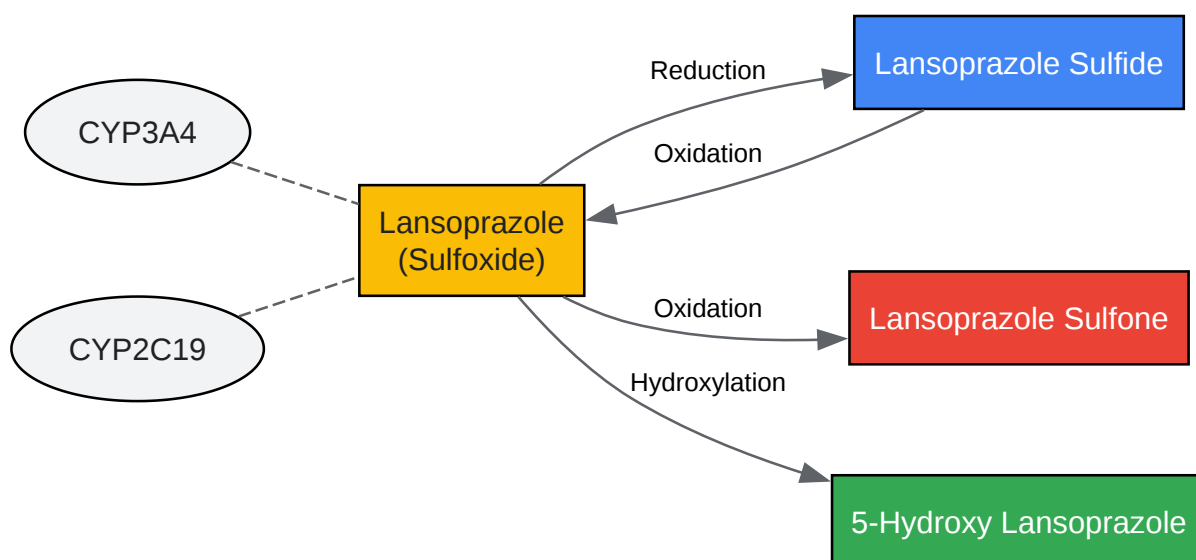 Lansoprazole Sulfide
Reduction
CYP3A4
Oxidation
Lansoprazole
(Sulfoxide)
Oxidation
Lansoprazole Sulfone
CYP2C19
Hydroxylation
5-Hydroxy Lansoprazole